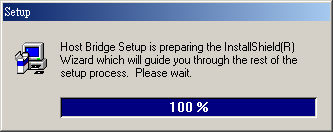 Setup
Host Bridge Setup is preparing the InstallShield(R)
Wizard which will guide you through the rest of the
setup process.  Please wait.
100 %